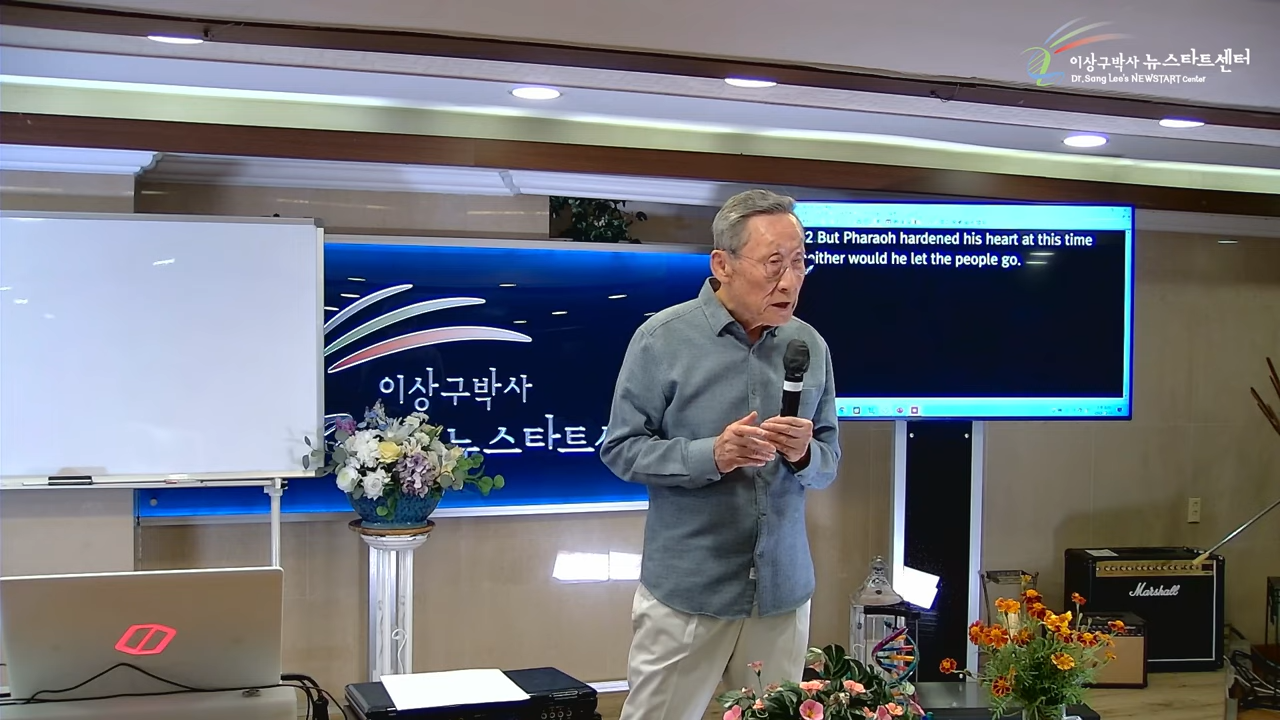 이상구박사 뉴스타트센터
Dr. Sang Lee's NEWSTART Center
2 But Pharaoh hardened his heart at this time
neither would he let the people go.
이상구박사
뉴스타트
Marshall